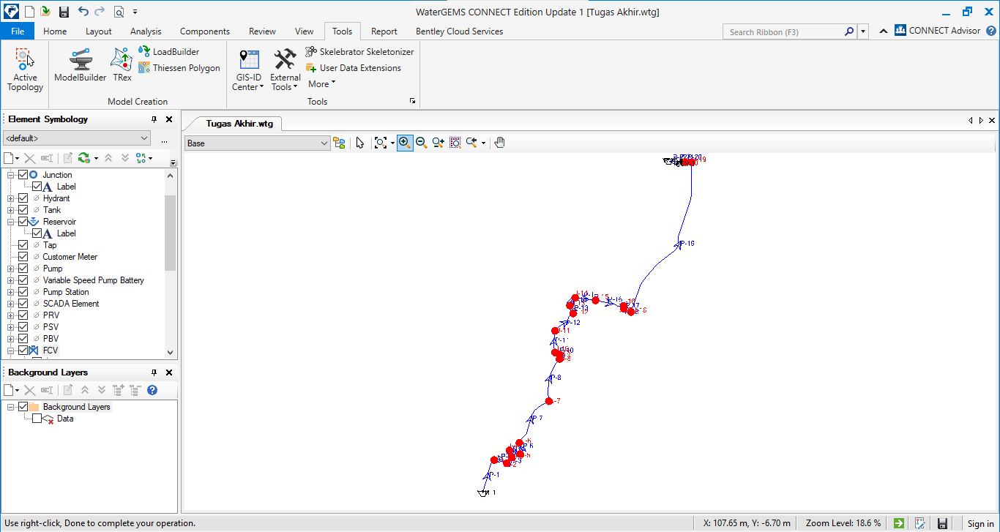 WaterGEMS CONNECT Edition Update 1 [Tugas Akhir.wtg]
File Home Layout Analysis Components Review View Tools Report Bentley Cloud Services
Search Ribbon (F3)
CONNECT Advisor
Active Topology
ModelBuilder
TRex
LoadBuilder
Thiessen Polygon
Model Creation
GIS-ID Center
External Tools
Skelebrator Skeletonizer
User Data Extensions
More
Tools
Element Symbology
<default>
...
Junction
Label
Hydrant
Tank
Reservoir
Label
Tap
Customer Meter
Pump
Variable Speed Pump Battery
Pump Station
SCADA Element
PRV
PSV
PBV
FCV
Background Layers
Background Layers
Data
Tugas Akhir.wtg
Base
P-19
P-13
P-12
P-8
P-1
Use right-click, Done to complete your operation.
X: 107.65 m, Y: -6.70 m
Zoom Level: 18.6 %
Sign in